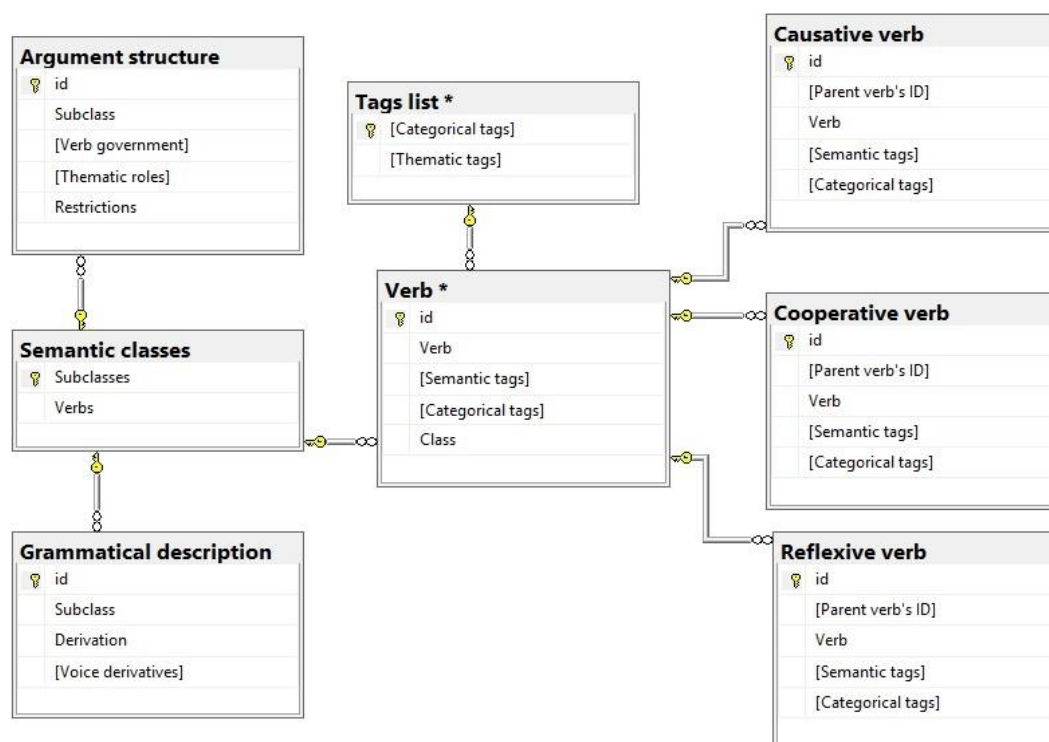 Argument structure
id
Subclass
[Verb government]
[Thematic roles]
Restrictions
Tags list *
[Categorical tags]
[Thematic tags]
Causative verb
id
[Parent verb's ID]
Verb
[Semantic tags]
[Categorical tags]
Semantic classes
Subclasses
Verbs
Verb *
id
Verb
[Semantic tags]
[Categorical tags]
Class
Cooperative verb
id
[Parent verb's ID]
Verb
[Semantic tags]
[Categorical tags]
Grammatical description
id
Subclass
Derivation
[Voice derivatives]
Reflexive verb
id
[Parent verb's ID]
Verb
[Semantic tags]
[Categorical tags]